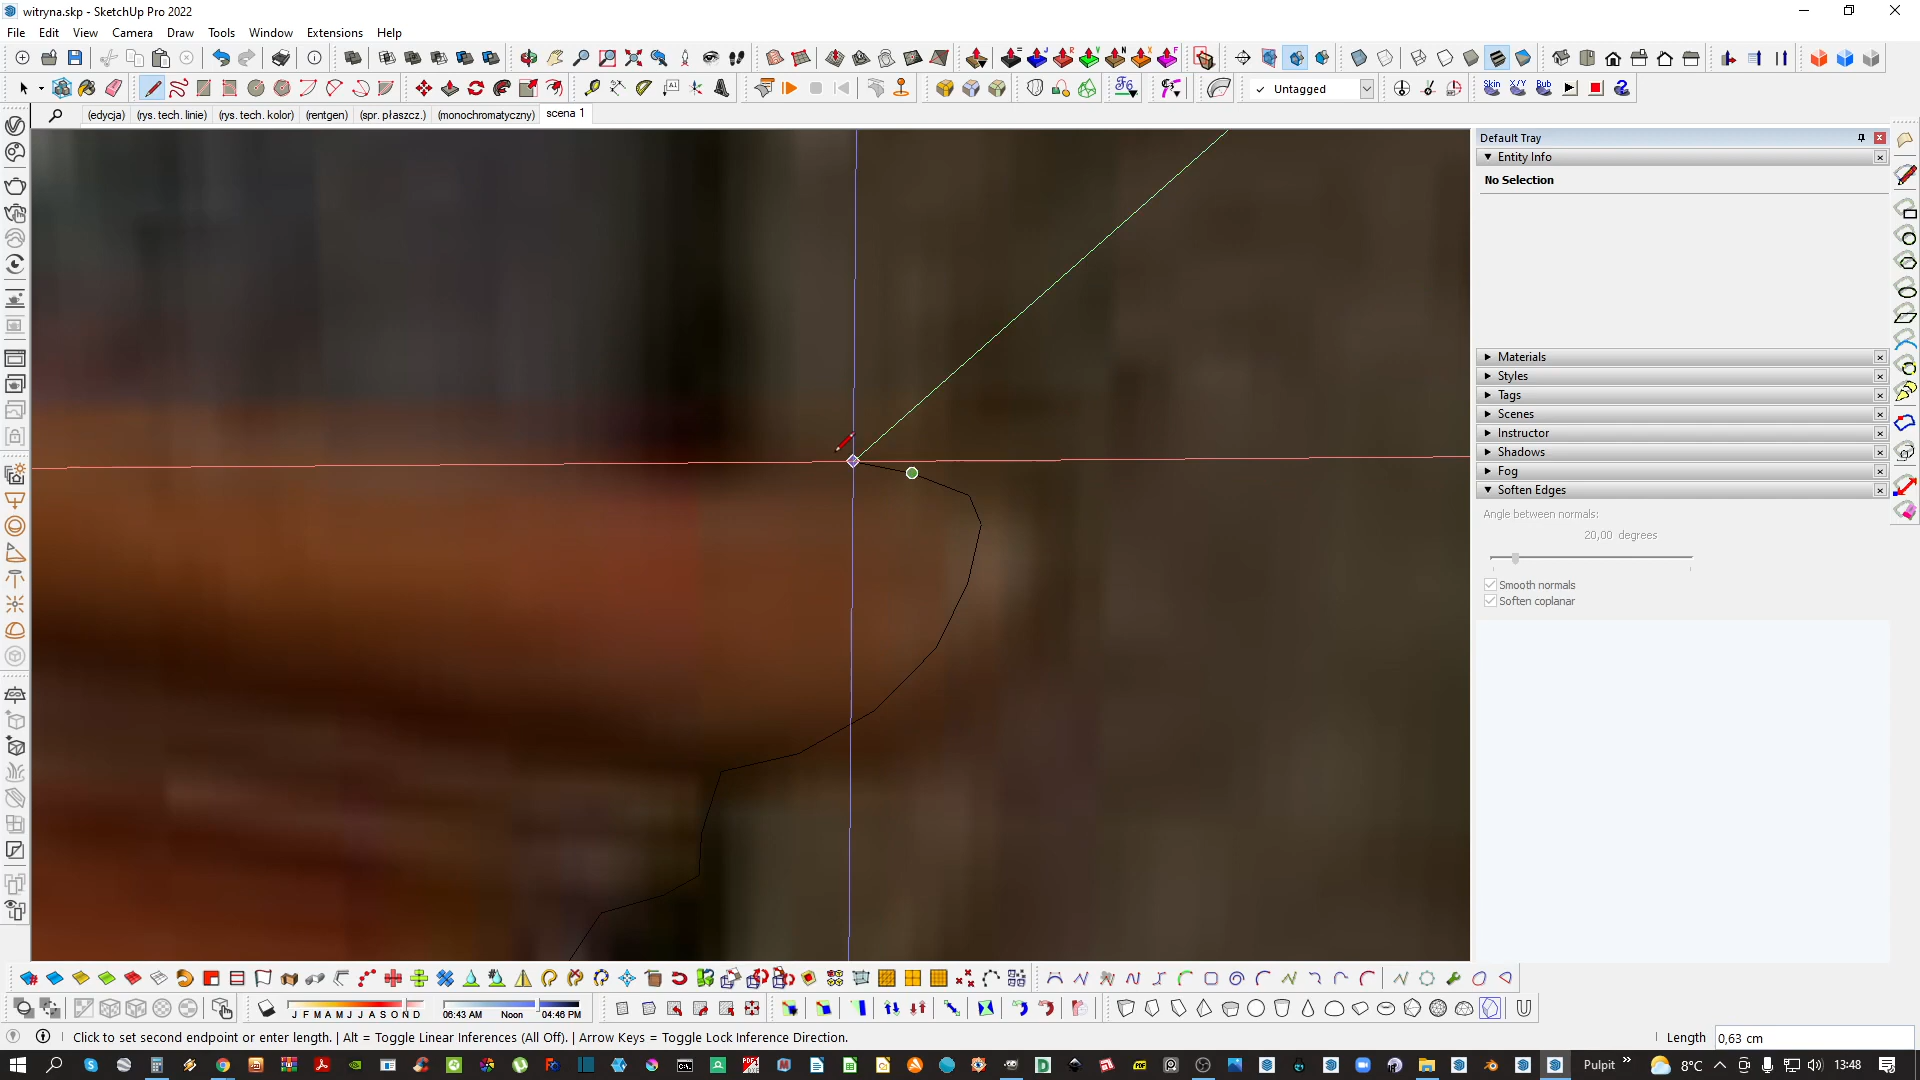 witryna.skp - SketchUp Pro 2022
File Edit View Camera Draw Tools Window Extensions Help
Untagged
Skin X/Y Bub
(edycja) (rys. tech. linie) (rys. tech. kolor) (rentgen) (spr. płaszcz.) (monochromatyczny) scena 1
Default Tray
Entity Info
No Selection
Materials
Styles
Tags
Scenes
Instructor
Shadows
Fog
Soften Edges
Angle between normals:
20,00 degrees
Smooth normals
Soften coplanar
J F M A M J J A S O N D
06:43 AM Noon 04:46 PM
Click to set second endpoint or enter length. | Alt = Toggle Linear Inferences (All Off). | Arrow Keys = Toggle Lock Inference Direction.
Length 0,63 cm
Pulpit
8°C
13:48